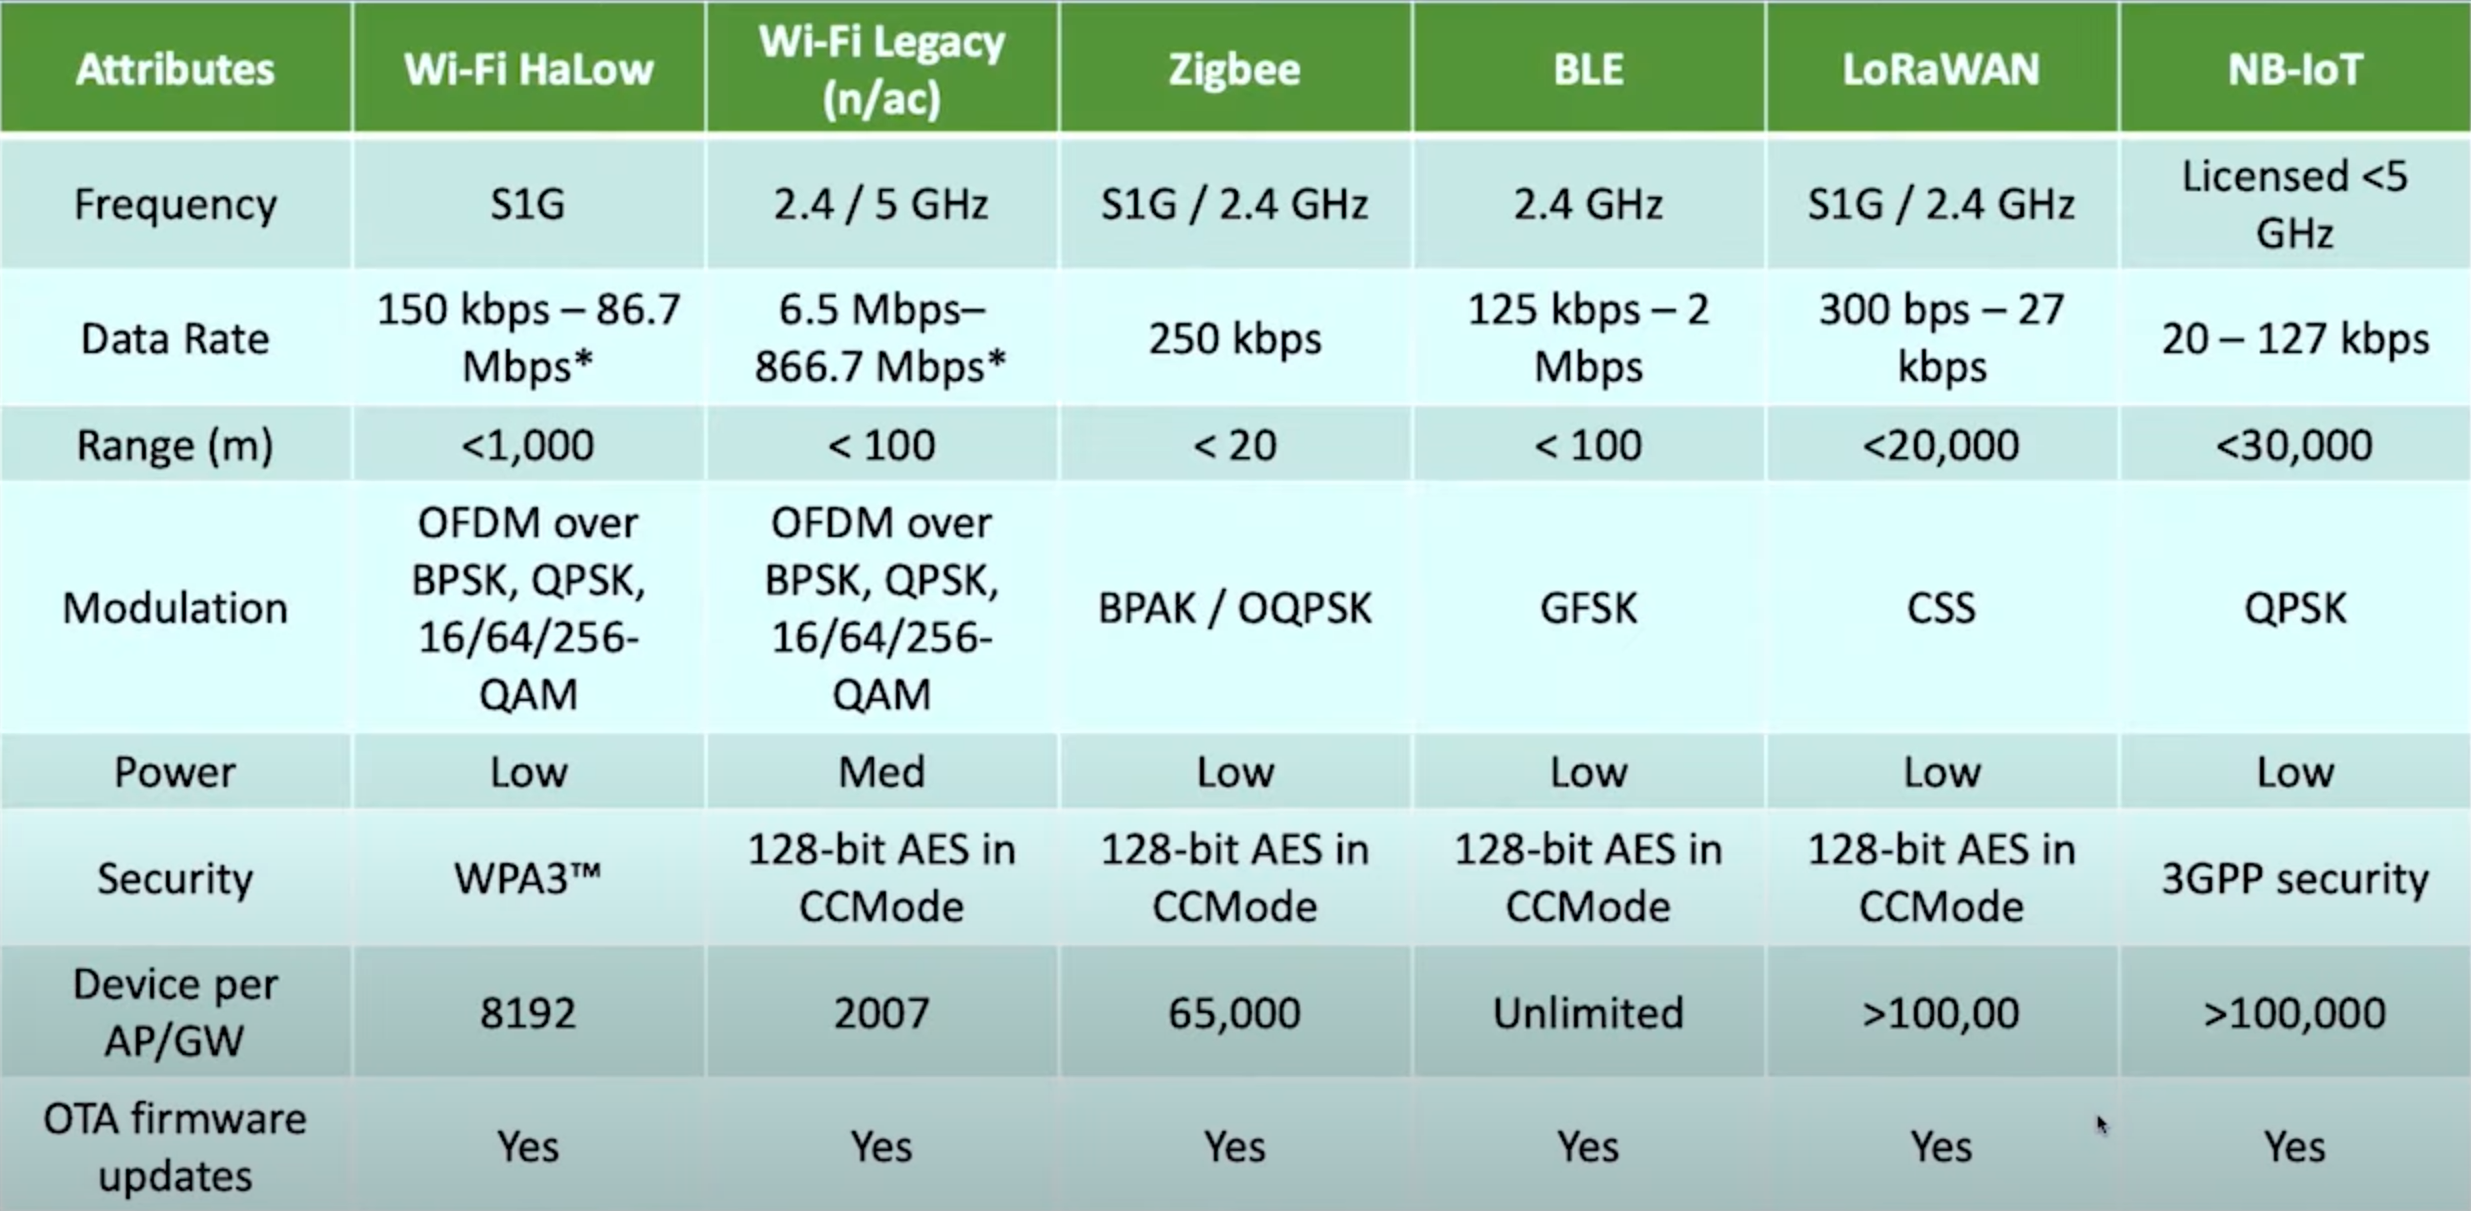 Attributes
Wi-Fi HaLow
Wi-Fi Legacy
(n/ac)
Zigbee
BLE
LoRaWAN
NB-IoT
Frequency
S1G
2.4 / 5 GHz
S1G / 2.4 GHz
2.4 GHz
S1G / 2.4 GHz
Licensed <5
GHz
Data Rate
150 kbps – 86.7
Mbps*
6.5 Mbps–
866.7 Mbps*
250 kbps
125 kbps – 2
Mbps
300 bps – 27
kbps
20 – 127 kbps
Range (m)
<1,000
< 100
< 20
< 100
<20,000
<30,000
Modulation
OFDM over
BPSK, QPSK,
16/64/256-
QAM
OFDM over
BPSK, QPSK,
16/64/256-
QAM
BPAK / OQPSK
GFSK
CSS
QPSK
Power
Low
Med
Low
Low
Low
Low
Security
WPA3™
128-bit AES in
CCMode
128-bit AES in
CCMode
128-bit AES in
CCMode
128-bit AES in
CCMode
3GPP security
Device per
AP/GW
8192
2007
65,000
Unlimited
>100,00
>100,000
OTA firmware
updates
Yes
Yes
Yes
Yes
Yes
Yes